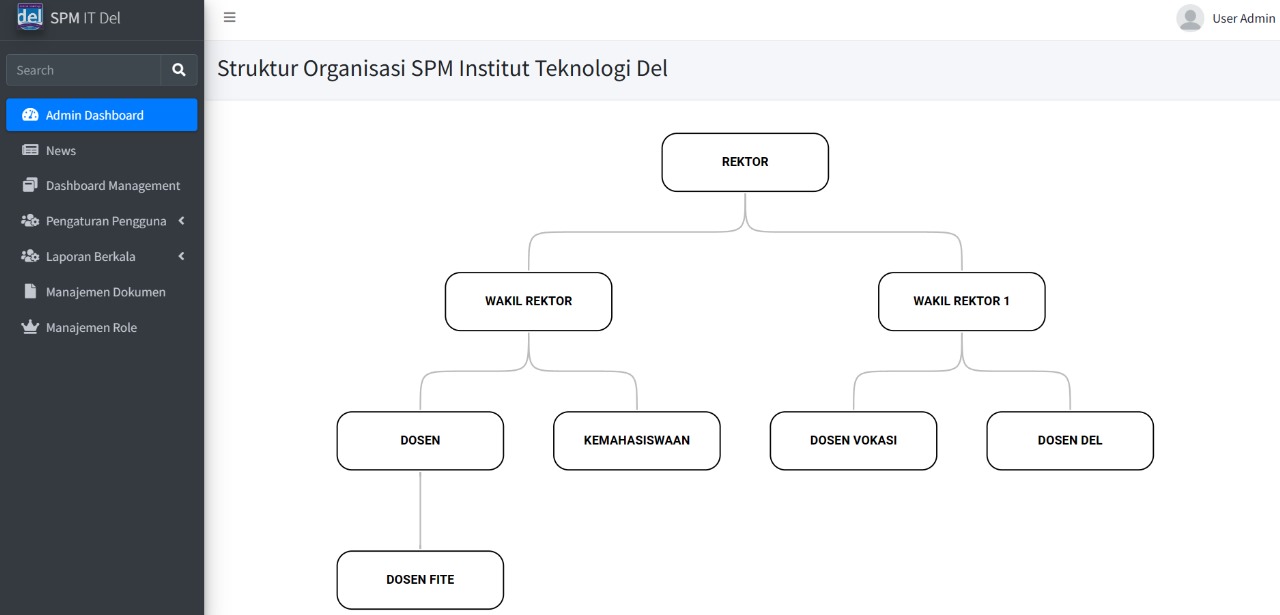 del SPM IT Del
User Admin
Search
Struktur Organisasi SPM Institut Teknologi Del
Admin Dashboard
News
Dashboard Management
Pengaturan Pengguna
Laporan Berkala
Manajemen Dokumen
Manajemen Role
REKTOR
WAKIL REKTOR
WAKIL REKTOR 1
DOSEN
KEMAHASISWAAN
DOSEN VOKASI
DOSEN DEL
DOSEN FITE